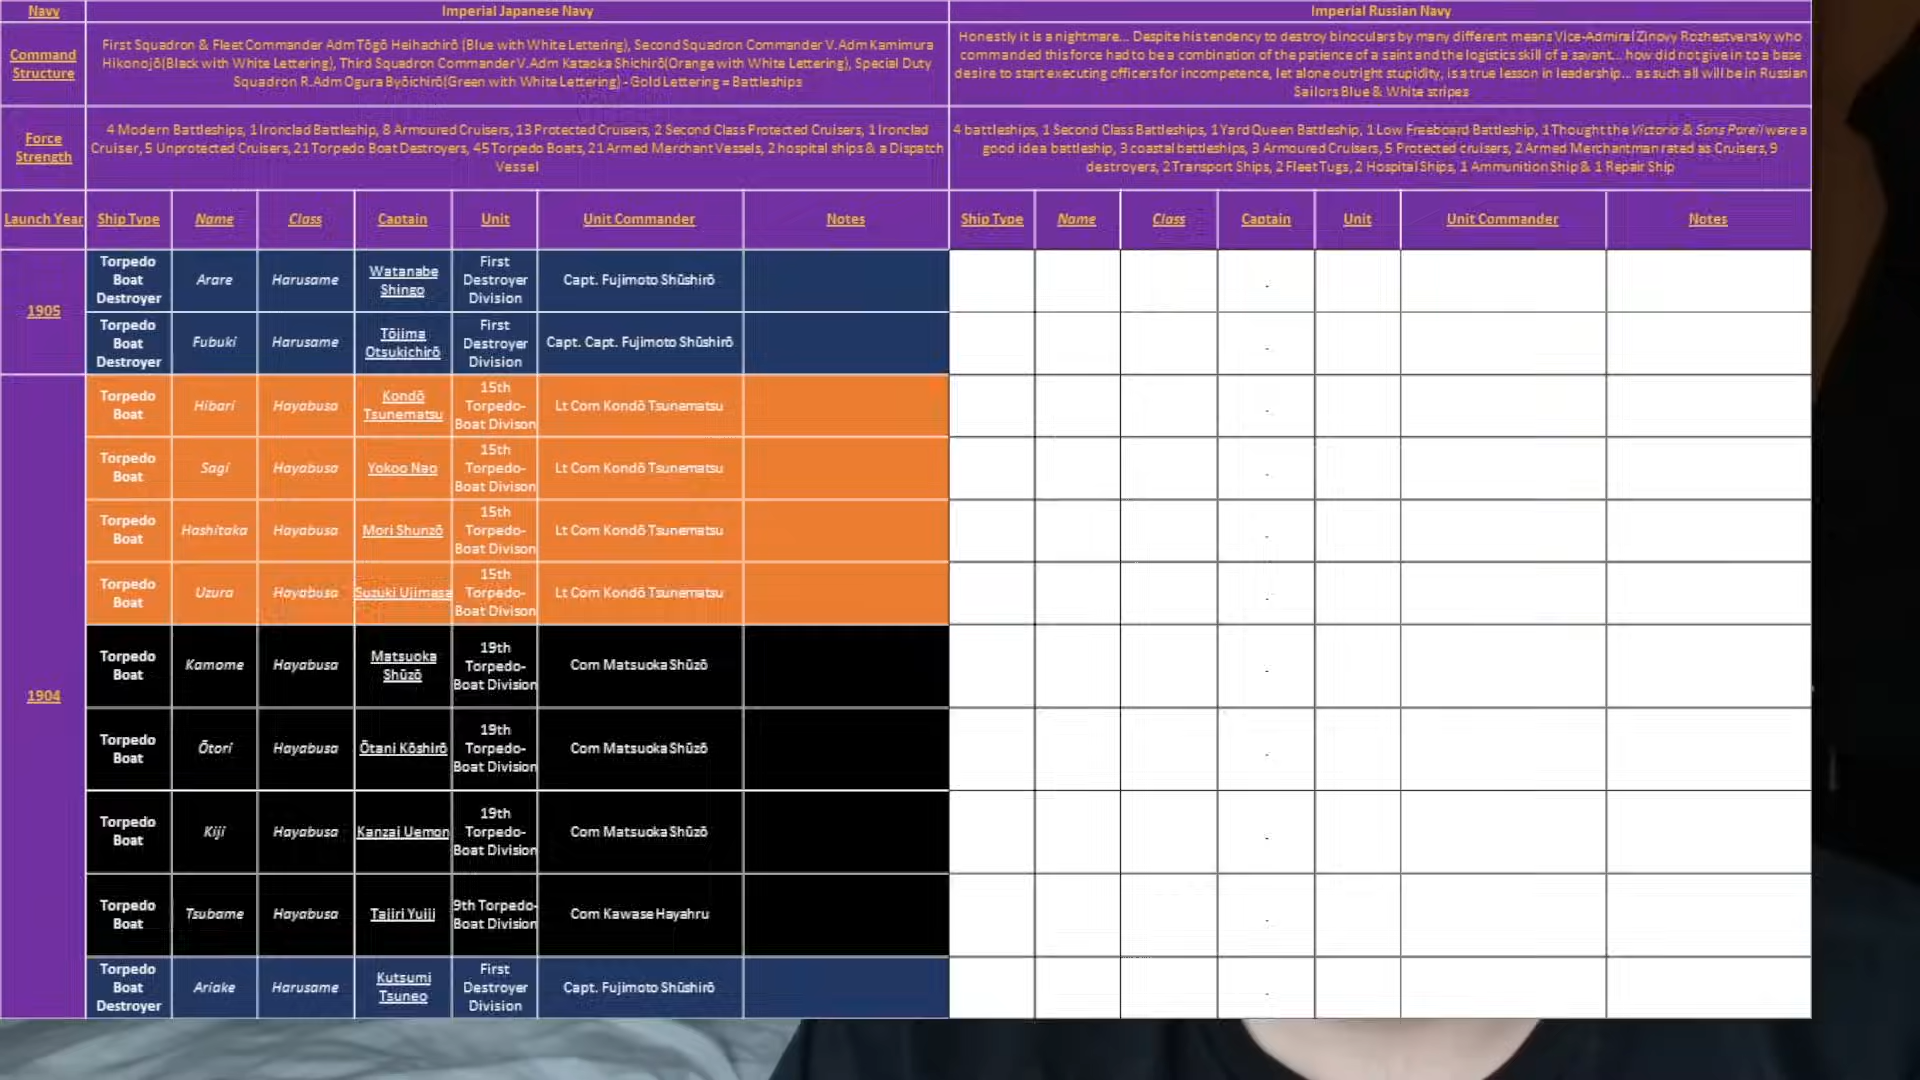 Navy
Imperial Japanese Navy
Imperial Russian Navy
Command
Structure
First Squadron & Fleet Commander Adm Tōgō Heihachirō (Blue with White Lettering), Second Squadron Commander V.Adm Kamimura
Hikonojō(Black with White Lettering), Third Squadron Commander V.Adm Kataoka Shichirō(Orange with White Lettering), Special Duty
Squadron R.Adm Ogura Byōichirō(Green with White Lettering) - Gold Lettering = Battleships
Honestly it is a nightmare... Despite his tendency to destroy binoculars by many different means Vice-Admiral Zinovy Rozhestvensky who
commanded this force had to be a combination of the patience of a saint and the logistics skill of a savant... how did not give in to a base
desire to start executing officers for incompetence, let alone outright stupidity, is a true lesson in leadership... as such all will be in Russian
Sailors Blue & White stripes
Force
Strength
4 Modern Battleships, 1 Ironclad Battleship, 8 Armoured Cruisers, 13 Protected Cruisers, 2 Second Class Protected Cruisers, 1 Ironclad
Cruiser, 5 Unprotected Cruisers, 21 Torpedo Boat Destroyers, 45 Torpedo Boats, 21 Armed Merchant Vessels, 2 hospital ships & a Dispatch
Vessel
4 battleships, 1 Second Class Battleships, 1 Yard Queen Battleship, 1 Low Freeboard Battleship, 1 Thought the Victoria & Sans Pareil were a
good idea battleship, 3 coastal battleships, 3 Armoured Cruisers, 5 Protected cruisers, 2 Armed Merchantman rated as Cruisers, 9
destroyers, 2 Transport Ships, 2 Fleet Tugs, 2 Hospital Ships, 1 Ammunition Ship & 1 Repair Ship
Launch Year
Ship Type
Name
Class
Captain
Unit
Unit Commander
Notes
Ship Type
Name
Class
Captain
Unit
Unit Commander
Notes
1905
Torpedo
Boat
Destroyer
Arare
Harusame
Watanabe
Shingo
First
Destroyer
Division
Capt. Fujimoto Shūshirō
-
Torpedo
Boat
Destroyer
Fubuki
Harusame
Tōjima
Otsukichirō
First
Destroyer
Division
Capt. Capt. Fujimoto Shūshirō
-
1904
Torpedo
Boat
Hibari
Hayabusa
Kondō
Tsunematsu
15th
Torpedo-
Boat Divison
Lt Com Kondō Tsunematsu
-
Torpedo
Boat
Sagi
Hayabusa
Yokoo Nao
15th
Torpedo-
Boat Divison
Lt Com Kondō Tsunematsu
-
Torpedo
Boat
Hashitaka
Hayabusa
Mori Shunzō
15th
Torpedo-
Boat Divison
Lt Com Kondō Tsunematsu
-
Torpedo
Boat
Uzura
Hayabusa
Suzuki Ujimasa
15th
Torpedo-
Boat Divison
Lt Com Kondō Tsunematsu
-
Torpedo
Boat
Kamome
Hayabusa
Matsuoka
Shūzō
19th
Torpedo-
Boat Division
Com Matsuoka Shūzō
-
Torpedo
Boat
Ōtori
Hayabusa
Ōtani Kōshirō
19th
Torpedo-
Boat Division
Com Matsuoka Shūzō
-
Torpedo
Boat
Kiji
Hayabusa
Kanzai Uemon
19th
Torpedo-
Boat Division
Com Matsuoka Shūzō
-
Torpedo
Boat
Tsubame
Hayabusa
Tajiri Yuiji
9th Torpedo-
Boat Division
Com Kawase Hayahru
-
Torpedo
Boat
Destroyer
Ariake
Harusame
Kutsumi
Tsuneo
First
Destroyer
Division
Capt. Fujimoto Shūshirō
-